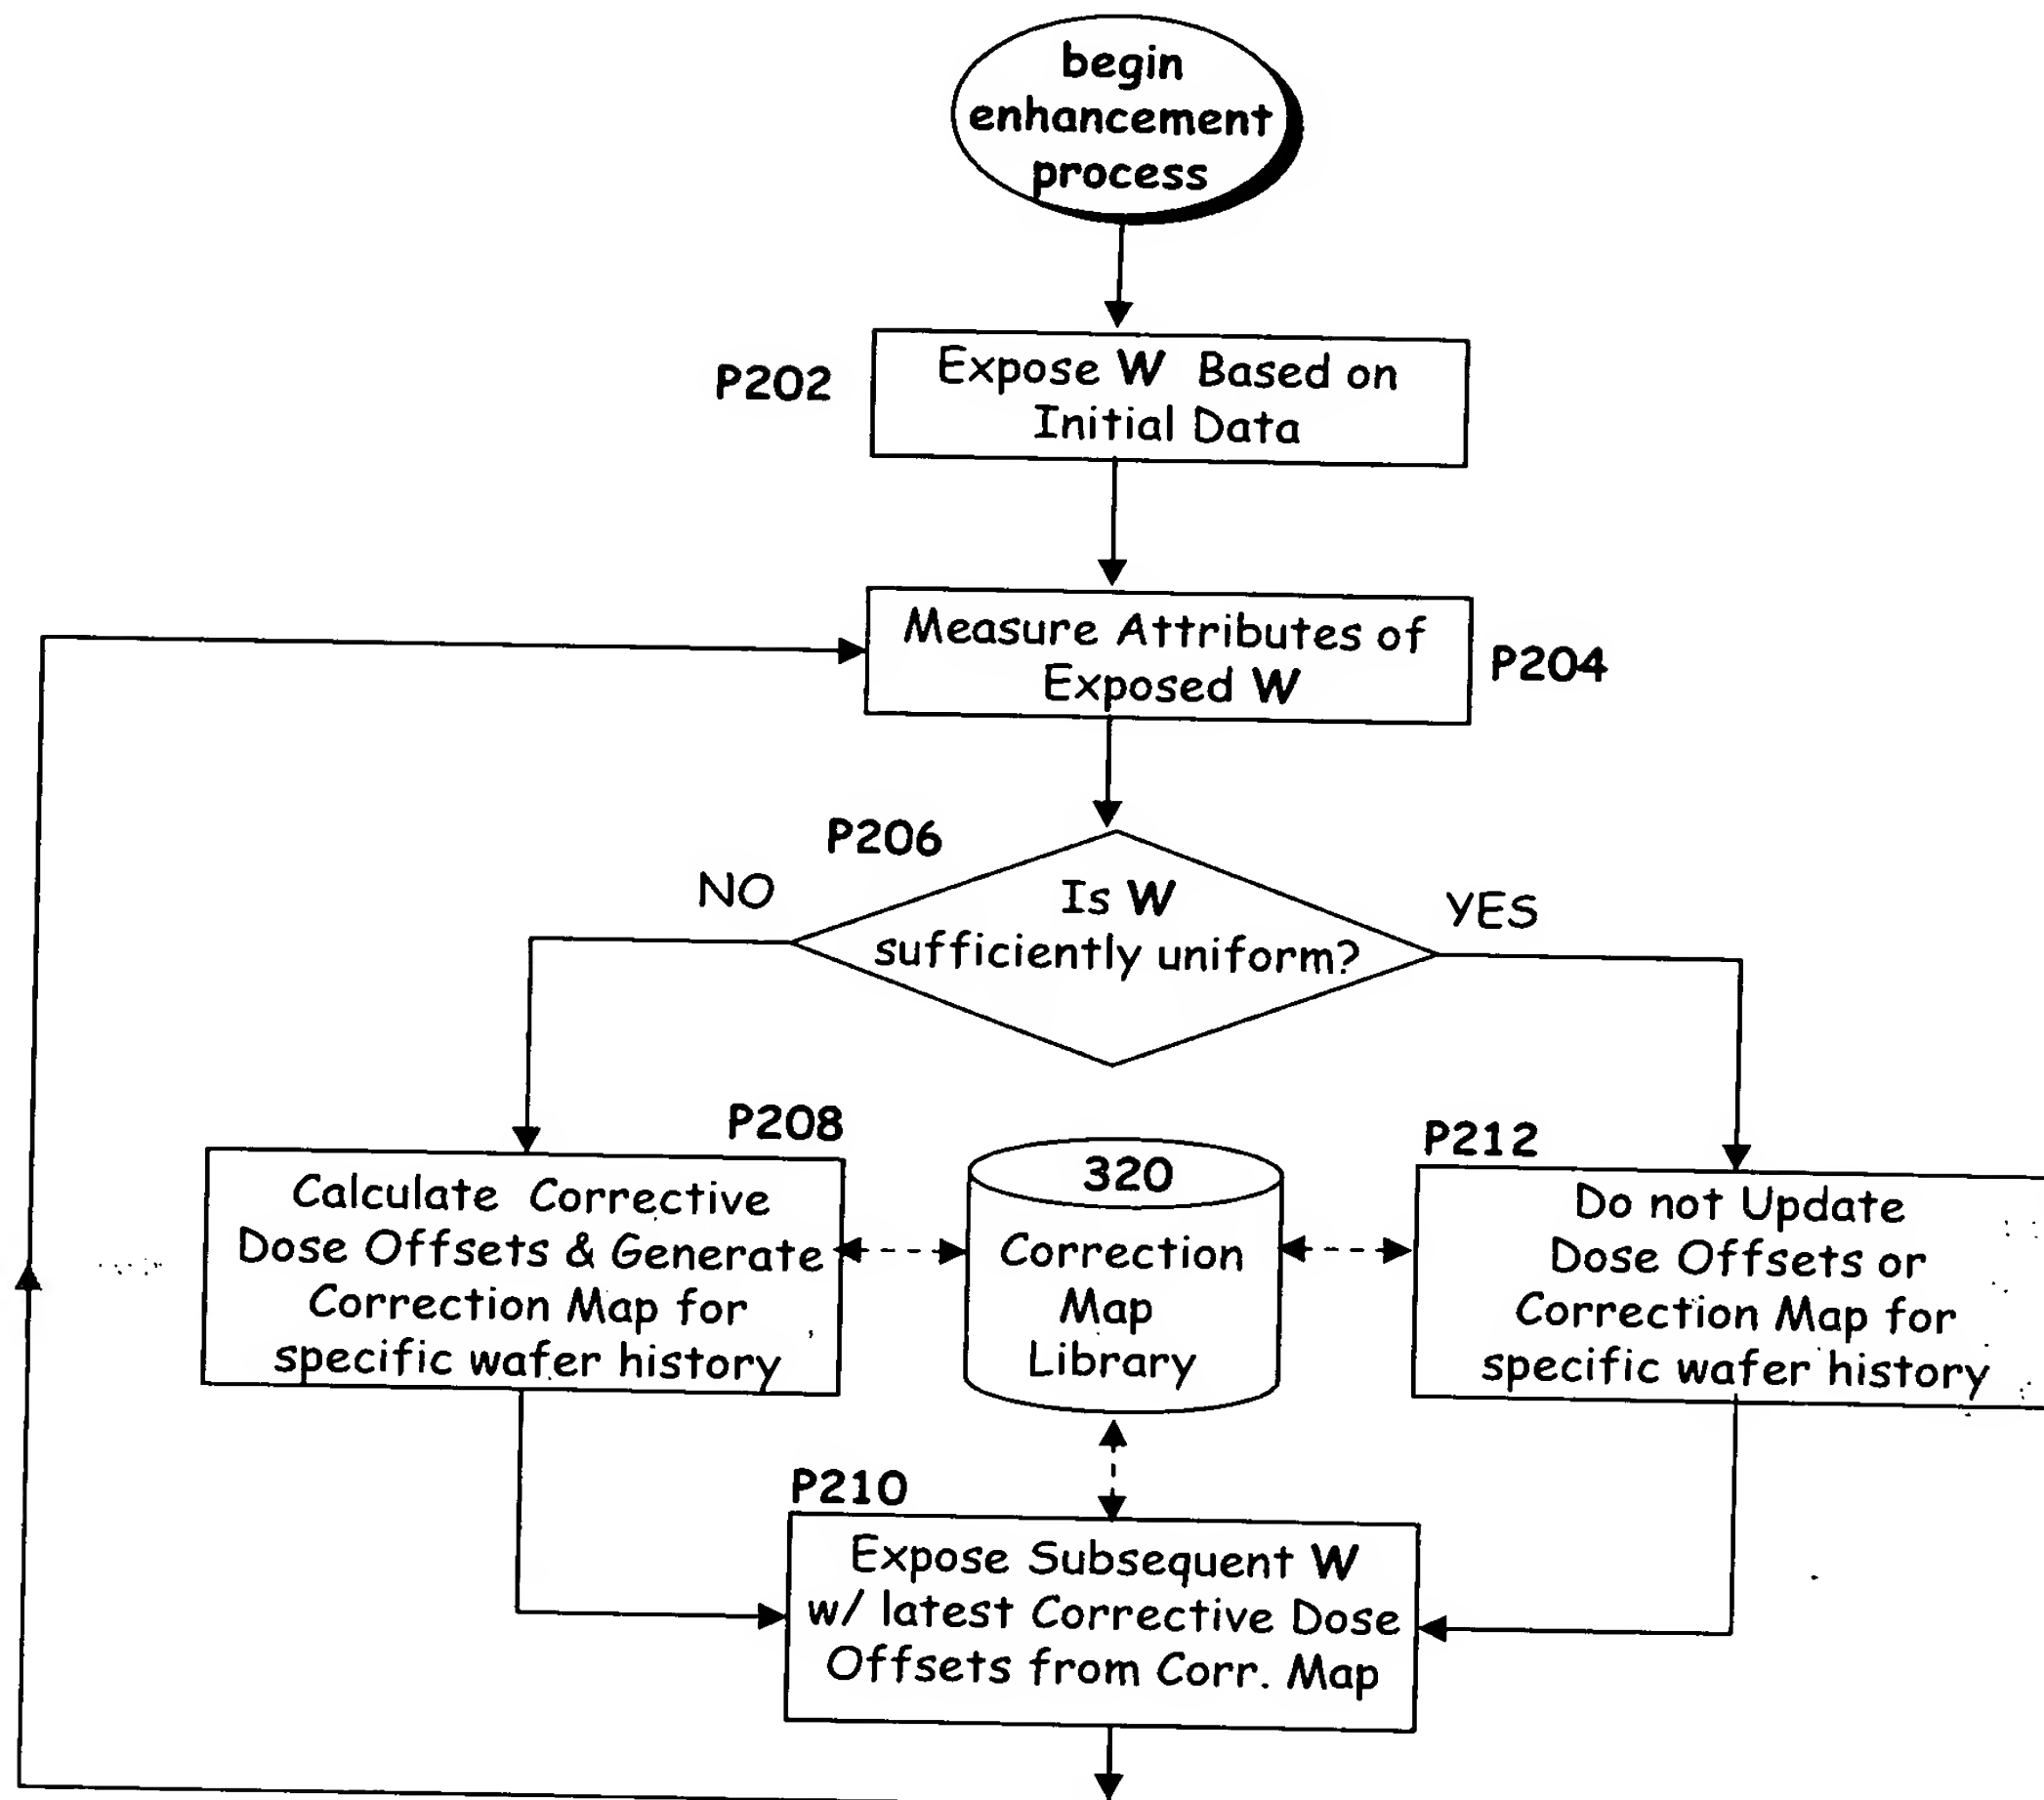 begin
enhancement
process
P202
Expose W Based on
Initial Data
Measure Attributes of
Exposed W
P204
P206
NO
Is W
sufficiently uniform?
YES
P208
Calculate Corrective
Dose Offsets & Generate
Correction Map for
specific wafer history
320
Correction
Map
Library
P212
Do not Update
Dose Offsets or
Correction Map for
specific wafer history
P210
Expose Subsequent W
w/ latest Corrective Dose
Offsets from Corr. Map